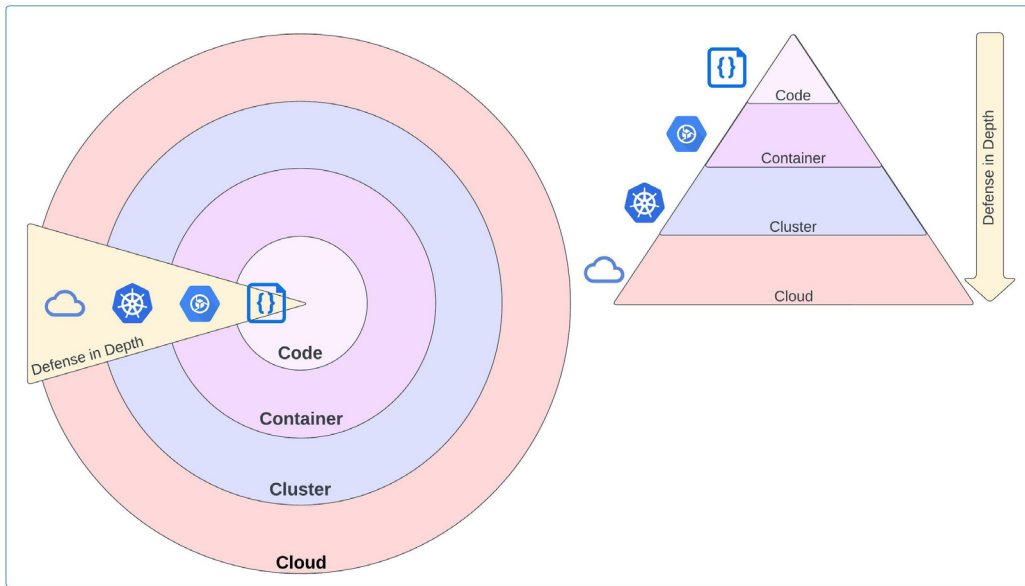 Defense in Depth
{}
Code
Container
Cluster
Cloud
{}
Code
Container
Cluster
Cloud
Defense in Depth